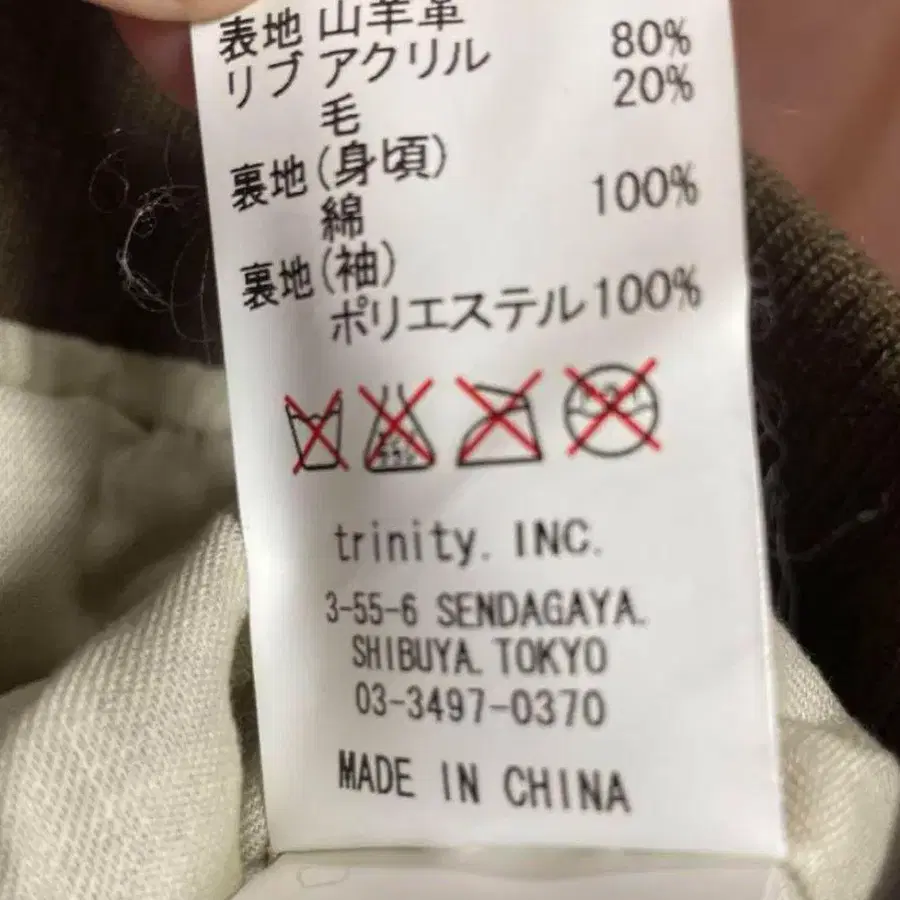 表地 山羊革
リブ アクリル 80%
毛 20%
裏地(身頃)
綿 100%
裏地(袖)
ポリエステル100%
trinity. INC.
3-55-6 SENDAGAYA.
SHIBUYA. TOKYO
03-3497-0370
MADE IN CHINA